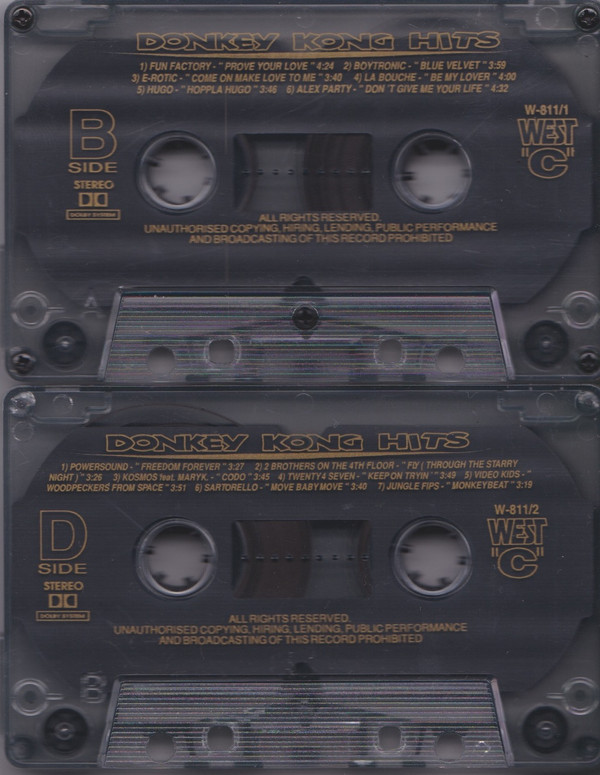 DONKEY KONG HITS
1) FUN FACTORY - " PROVE YOUR LOVE " 4:24 2) BOYTRONIC - " BLUE VELVET " 3:59
3) E-ROTIC - " COME ON MAKE LOVE TO ME " 3:40 4) LA BOUCHE - " BE MY LOVER " 4:00
5) HUGO - " HOPPLA HUGO " 3:46 6) ALEX PARTY - " DON ´T GIVE ME YOUR LIFE " 4:32
W-811/1
WEST
"C"
B
SIDE
STEREO
DOLBY SYSTEM
ALL RIGHTS RESERVED.
UNAUTHORISED COPYING, HIRING, LENDING, PUBLIC PERFORMANCE
AND BROADCASTING OF THIS RECORD PROHIBITED
A
DONKEY KONG HITS
1) POWERSOUND - " FREEDOM FOREVER " 3:27 2) 2 BROTHERS ON THE 4TH FLOOR - " FLY ( THROUGH THE STARRY
NIGHT ) " 3:26 3) KOSMOS feat. MARYK, - " CODO " 3:45 4) TWENTY 4 SEVEN - " KEEP ON TRYIN ´" 3:49 5) VIDEO KIDS - "
WOODPECKERS FROM SPACE " 3:51 6) SARTORELLO - " MOVE BABY MOVE " 3:40 7) JUNGLE FIPS - " MONKEYBEAT " 3:19
W-811/2
WEST
"C"
D
SIDE
STEREO
DOLBY SYSTEM
ALL RIGHTS RESERVED.
UNAUTHORISED COPYING, HIRING, LENDING, PUBLIC PERFORMANCE
AND BROADCASTING OF THIS RECORD PROHIBITED
B